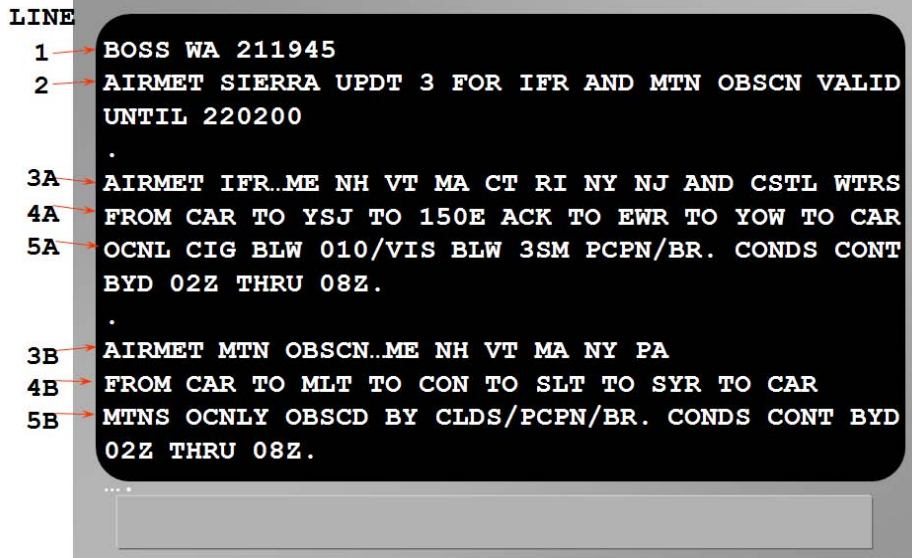 LINE
1 BOSS WA 211945
2 AIRMET SIERRA UPDT 3 FOR IFR AND MTN OBSCN VALID
UNTIL 220200
.
3A AIRMET IFR…ME NH VT MA CT RI NY NJ AND CSTL WTRS
4A FROM CAR TO YSJ TO 150E ACK TO EWR TO YOW TO CAR
5A OCNL CIG BLW 010/VIS BLW 3SM PCPN/BR. CONDS CONT
BYD 02Z THRU 08Z.
.
3B AIRMET MTN OBSCN…ME NH VT MA NY PA
4B FROM CAR TO MLT TO CON TO SLT TO SYR TO CAR
5B MTNS OCNLY OBSCD BY CLDS/PCPN/BR. CONDS CONT BYD
02Z THRU 08Z.
….